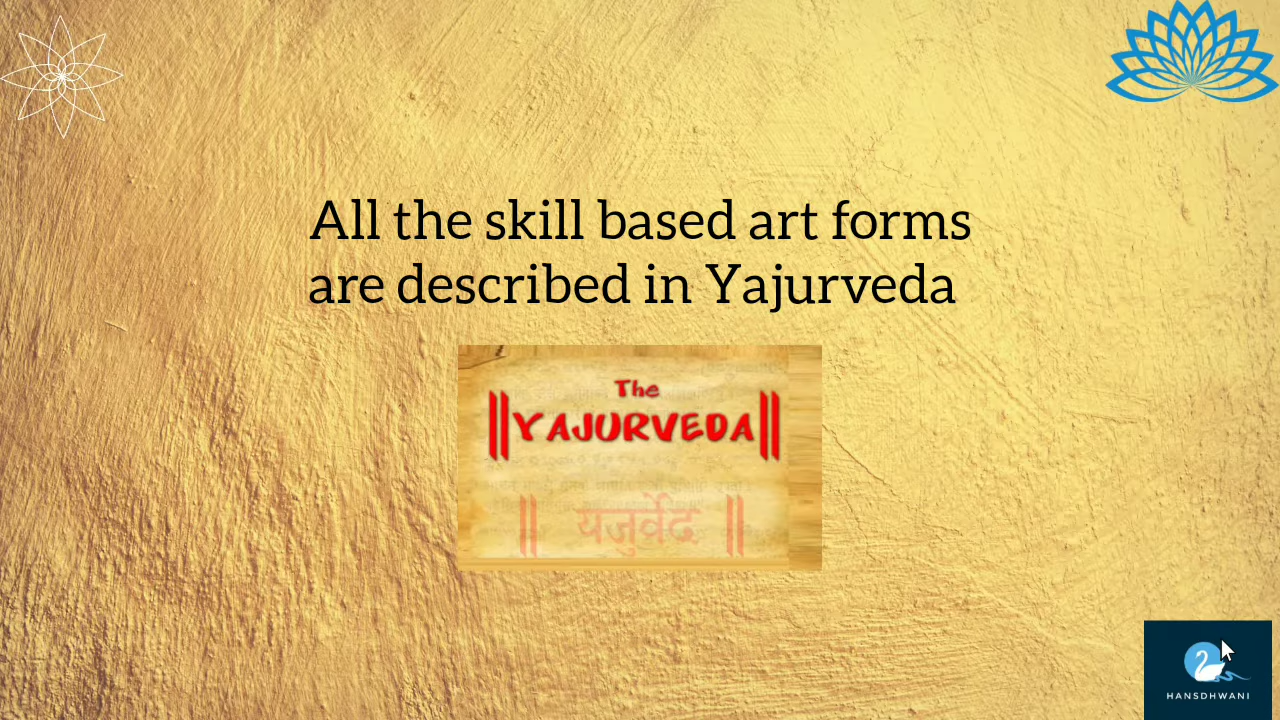 All the skill based art forms
are described in Yajurveda
The
||YAJURVEDA||
|| यजुर्वेद ||
HANSDHWANI